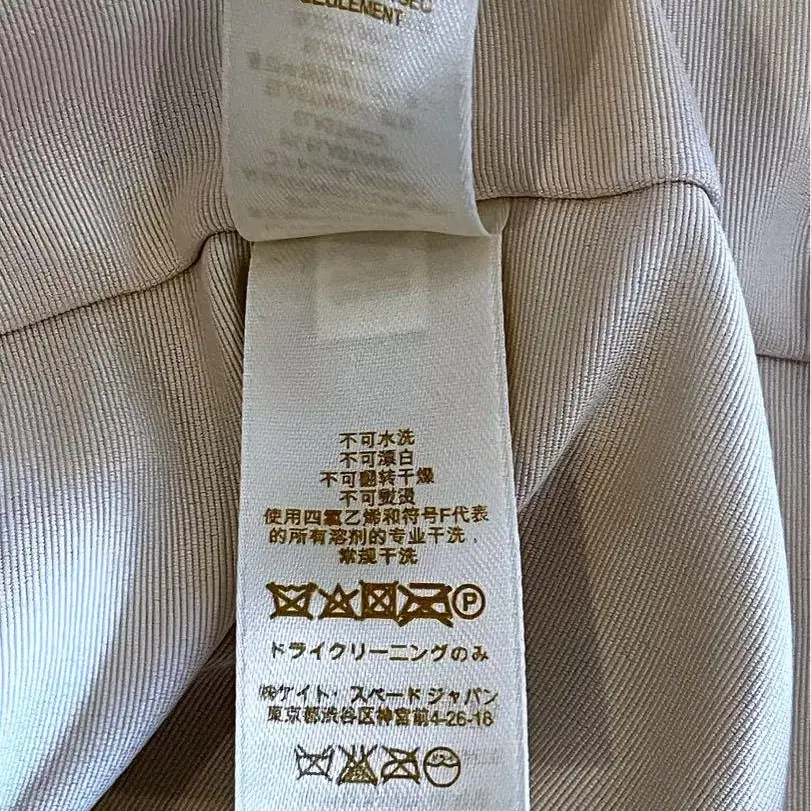 SEULEMENT
不可水洗
不可漂白
不可翻转干燥
不可熨烫
使用四氯乙烯和符号F代表
的所有溶剂的专业干洗，
常规干洗
P
ドライクリーニングのみ
㈱ケイト・スペードジャパン
東京都渋谷区神宮前4-26-18